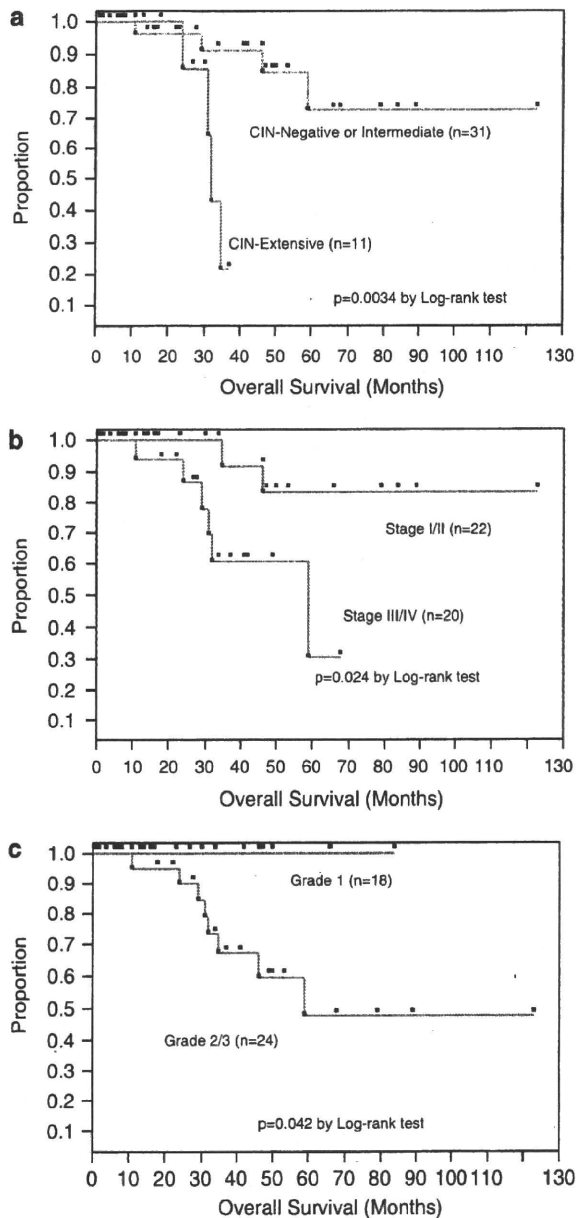 a
1.0
0.9
0.8
0.7
0.6
0.5
0.4
0.3
0.2
0.1
Proportion
CIN-Negative or Intermediate (n=31)
CIN-Extensive (n=11)
p=0.0034 by Log-rank test
0 10 20 30 40 50 60 70 80 90 100 110 130
Overall Survival (Months)
b
1.0
0.9
0.8
0.7
0.6
0.5
0.4
0.3
0.2
0.1
Proportion
Stage I/II (n=22)
Stage III/IV (n=20)
p=0.024 by Log-rank test
0 10 20 30 40 50 60 70 80 90 100 110 130
Overall Survival (Months)
c
1.0
0.9
0.8
0.7
0.6
0.5
0.4
0.3
0.2
0.1
Proportion
Grade 1 (n=18)
Grade 2/3 (n=24)
p=0.042 by Log-rank test
0 10 20 30 40 50 60 70 80 90 100 110 130
Overall Survival (Months)